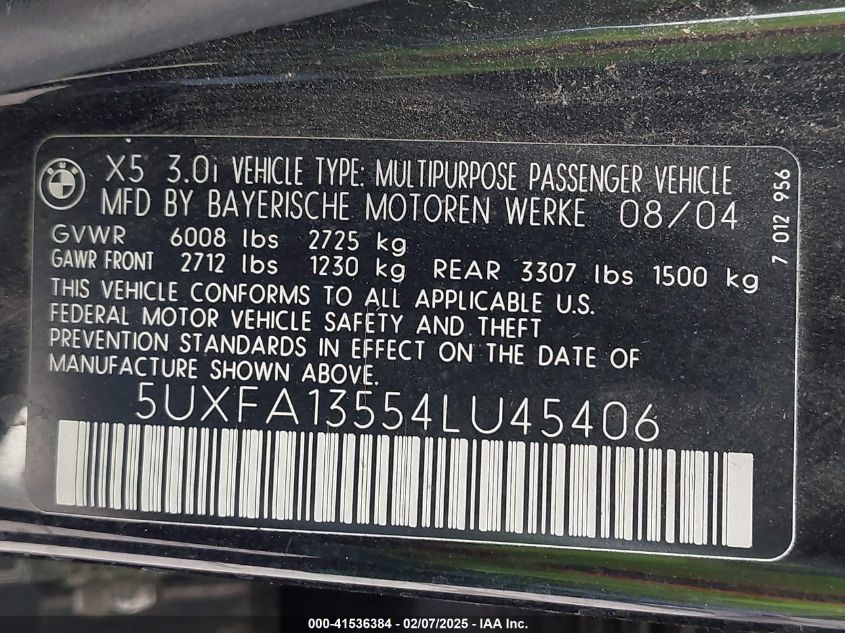 BMW
X5 3.0i VEHICLE TYPE: MULTIPURPOSE PASSENGER VEHICLE
MFD BY BAYERISCHE MOTOREN WERKE 08/04
GVWR 6008 lbs 2725 kg
GAWR FRONT 2712 lbs 1230 kg REAR 3307 lbs 1500 kg
THIS VEHICLE CONFORMS TO ALL APPLICABLE U.S.
FEDERAL MOTOR VEHICLE SAFETY AND THEFT
PREVENTION STANDARDS IN EFFECT ON THE DATE OF
MANUFACTURE SHOWN ABOVE.
5UXFA13554LU45406
7 012 956
000-41536384 — 02/07/2025 - IAA Inc.